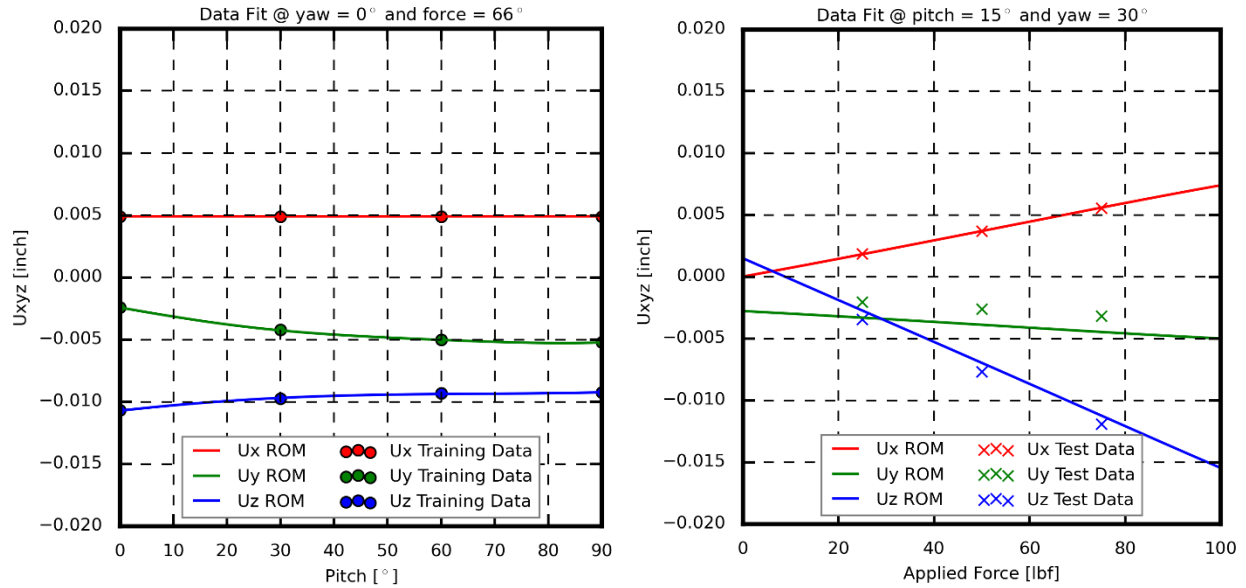 Data Fit @ yaw = 0° and force = 66°
0.020
0.015
0.010
0.005
0.000
−0.005
−0.010
−0.015
−0.020
Uxyz [inch]
Ux ROM
Uy ROM
Uz ROM
Ux Training Data
Uy Training Data
Uz Training Data
0 10 20 30 40 50 60 70 80 90
Pitch [°]
Data Fit @ pitch = 15° and yaw = 30°
0.020
0.015
0.010
0.005
0.000
−0.005
−0.010
−0.015
−0.020
Uxyz [inch]
Ux ROM
Uy ROM
Uz ROM
Ux Test Data
Uy Test Data
Uz Test Data
0 20 40 60 80 100
Applied Force [lbf]